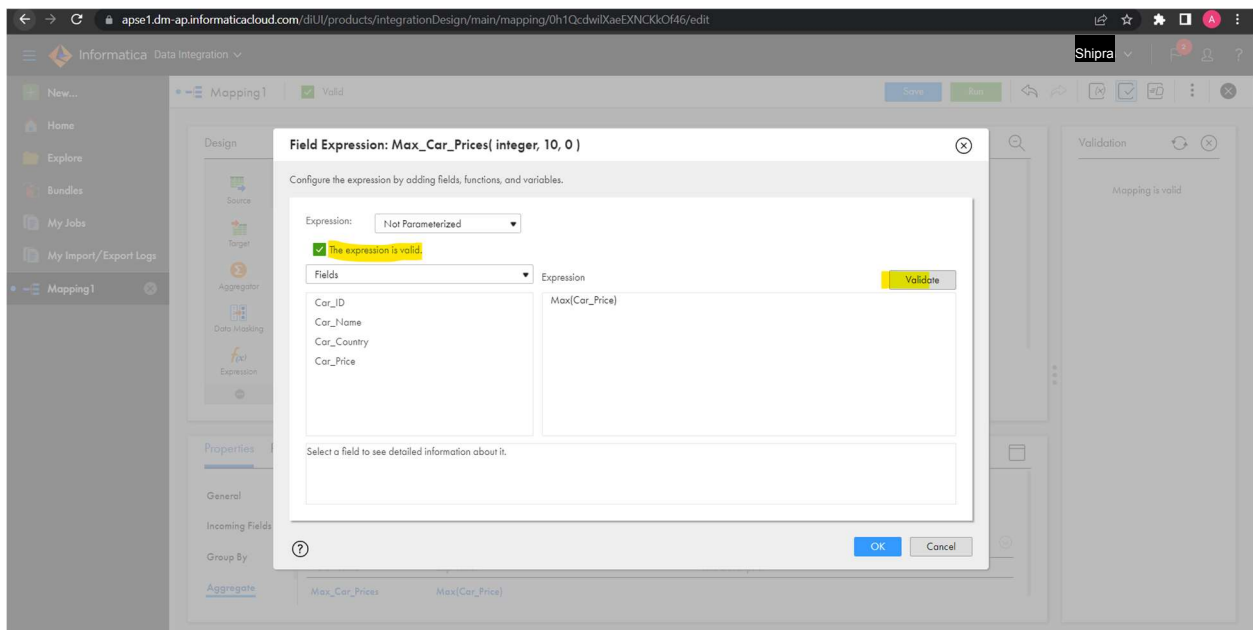 apse1.dm-ap.informaticacloud.com/diUI/products/integrationDesign/main/mapping/0h1QcdwilXaeEXNCKkOf46/edit
A
Informatica Data Integration
Shipra
2
?
New...
Mapping1
Valid
Save
Run
Home
Explore
Bundles
My Jobs
My Import/Export Logs
Mapping1
Design
Source
Target
Aggregator
Data Masking
f(x)
Expression
Field Expression: Max_Car_Prices( integer, 10, 0 )
Configure the expression by adding fields, functions, and variables.
Expression:
Not Parameterized
The expression is valid.
Fields
Expression
Validate
Car_ID
Car_Name
Car_Country
Car_Price
Max(Car_Price)
Select a field to see detailed information about it.
?
OK
Cancel
Validation
Mapping is valid
Properties
General
Incoming Fields
Group By
Aggregate
Max_Car_Prices
Max(Car_Price)